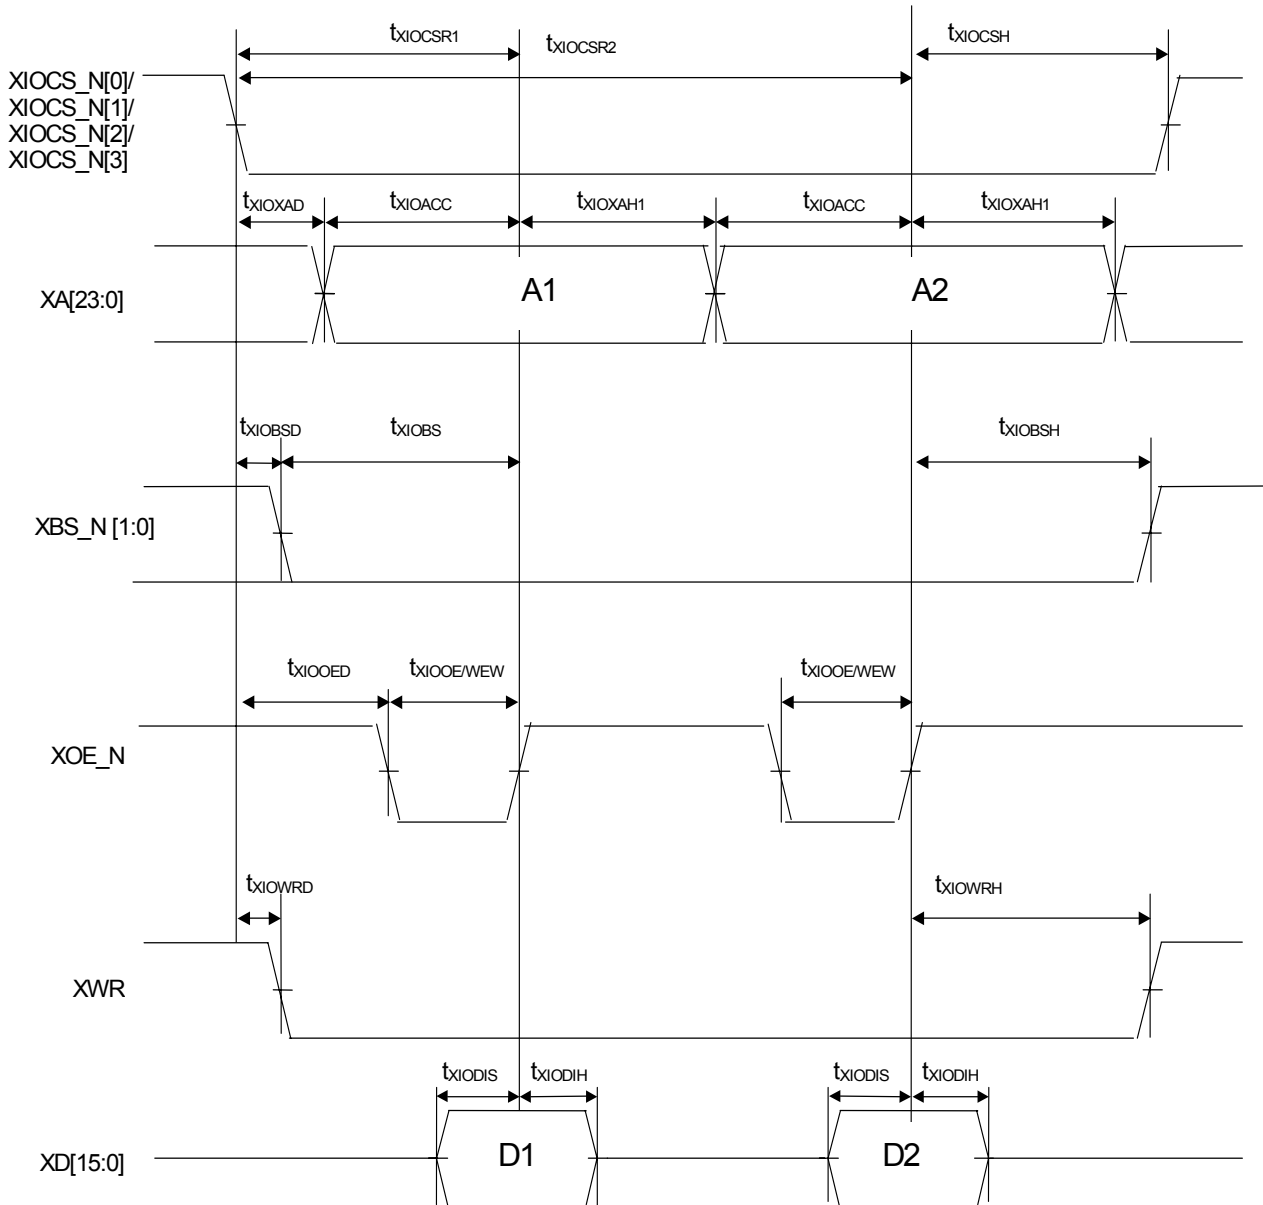 tXIOCSR1
tXIOCSR2
tXIOCSH
XIOCS_N[0]/
XIOCS_N[1]/
XIOCS_N[2]/
XIOCS_N[3]
tXIOXAD
tXIOACC
tXIOXAH1
tXIOACC
tXIOXAH1
XA[23:0]
A1
A2
tXIOBSD
tXIOBS
tXIOBSH
XBS_N [1:0]
tXIOOED
tXIOOE/WEW
tXIOOE/WEW
XOE_N
tXIOWRD
tXIOWRH
XWR
tXIODIS
tXIODIH
tXIODIS
tXIODIH
XD[15:0]
D1
D2